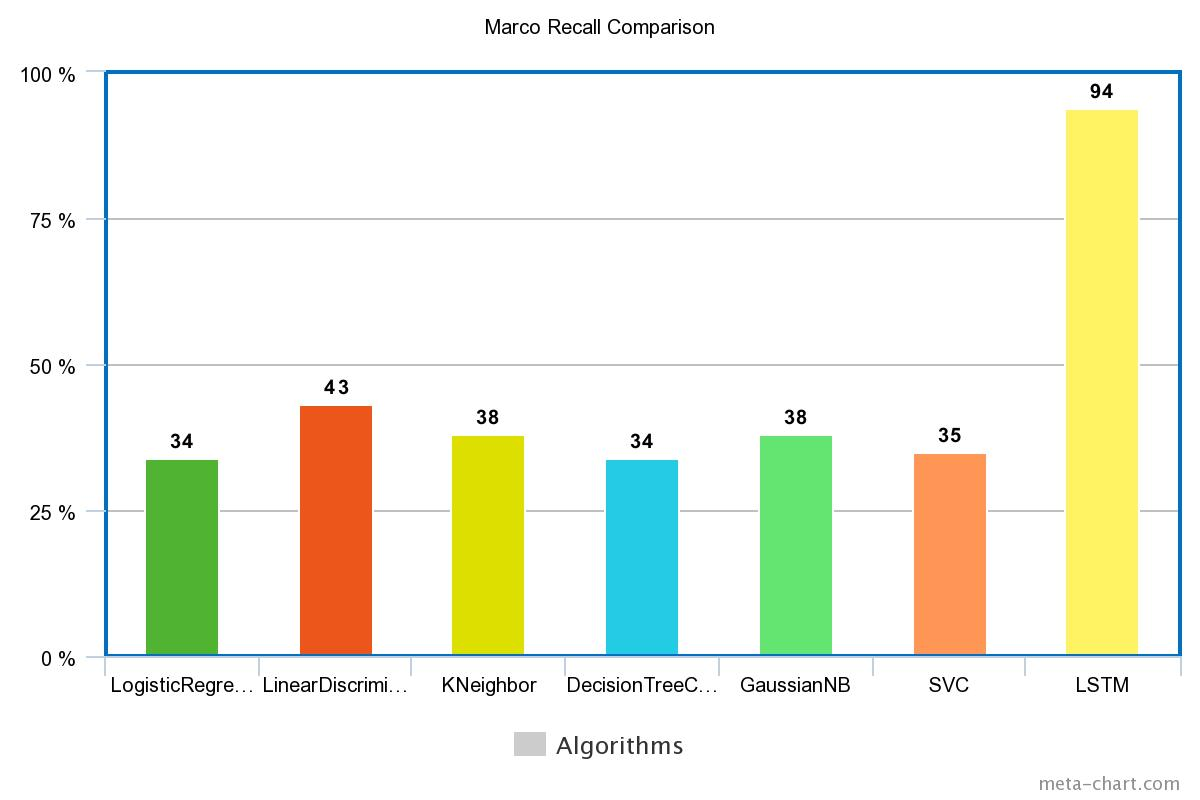 Marco Recall Comparison
100 %
75 %
50 %
25 %
0 %
34
43
38
34
38
35
94
LogisticRegre...
LinearDiscrimi...
KNeighbor
DecisionTreeC...
GaussianNB
SVC
LSTM
Algorithms
meta-chart.com